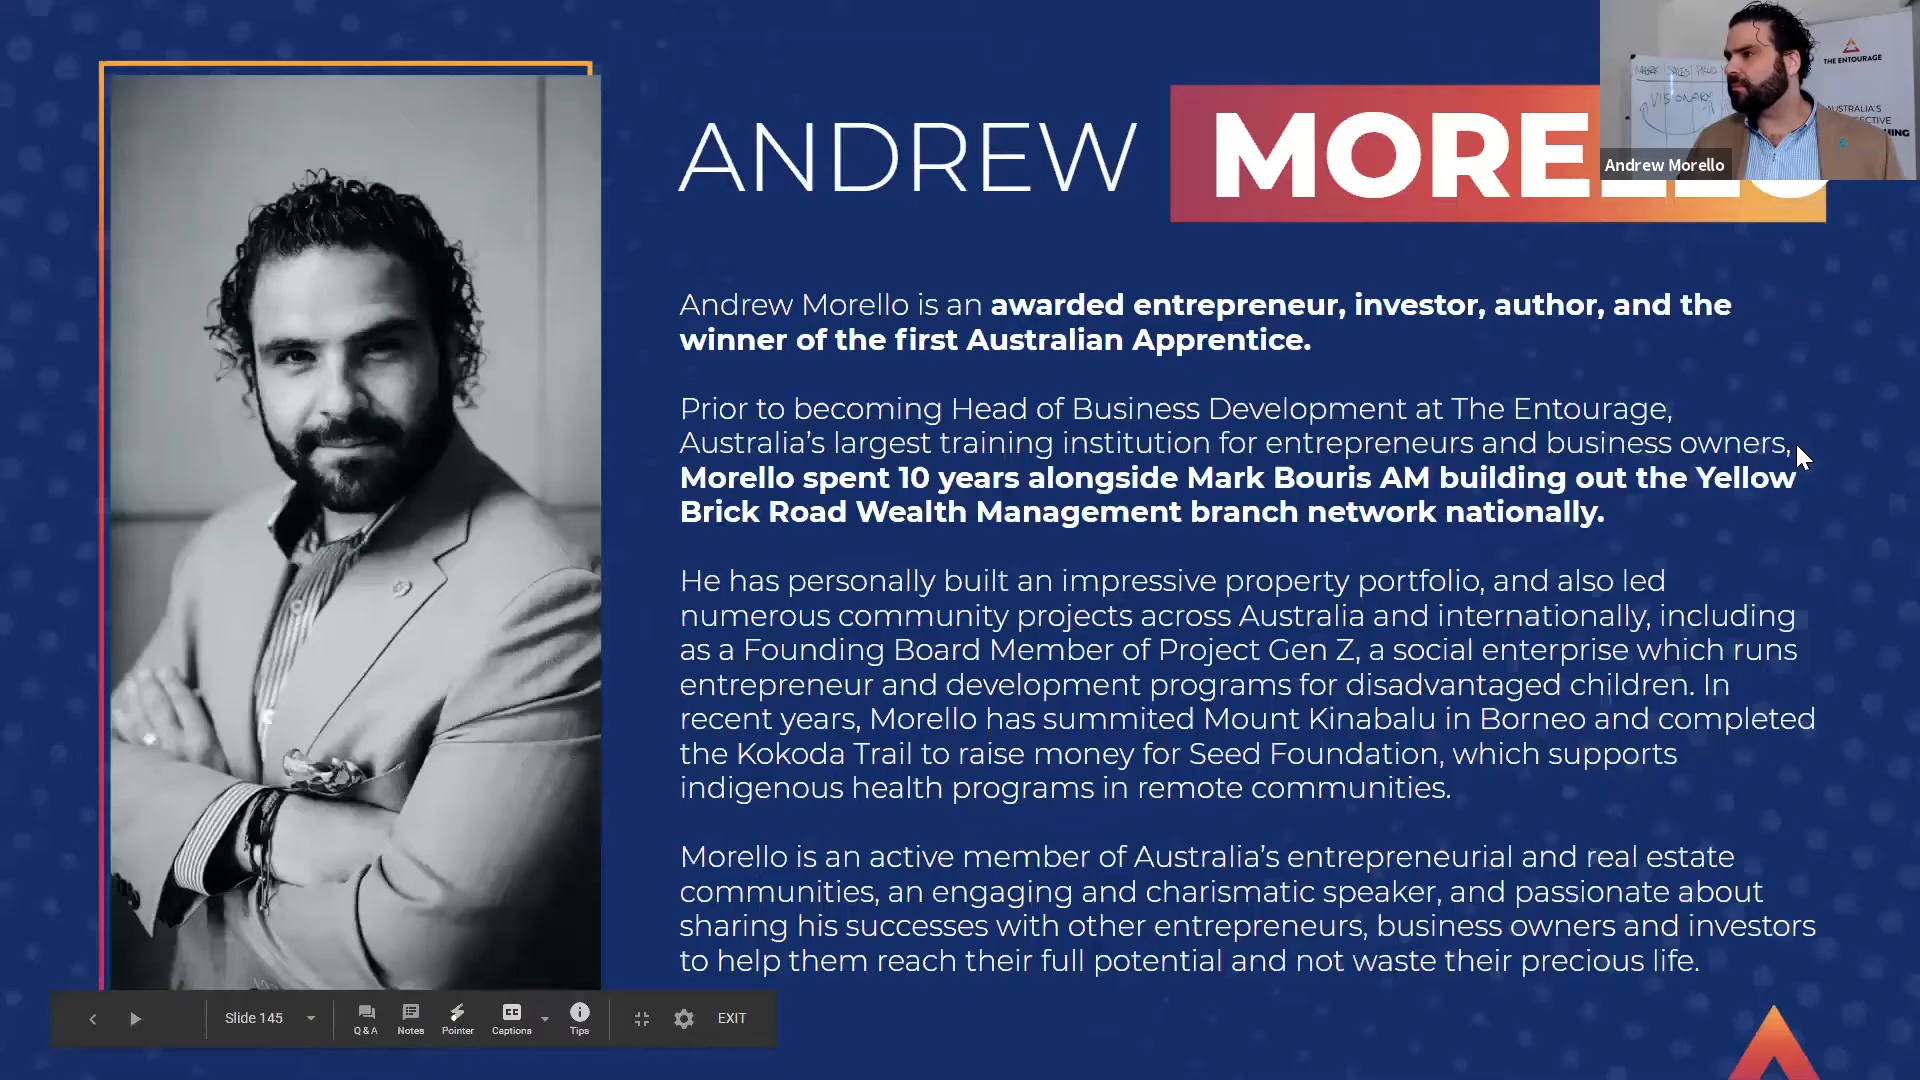 ANDREW MORE
THE ENTOURAGE
SALES
VISIONARY
AUSTRALIA'S
Andrew Morello
Andrew Morello is an awarded entrepreneur, investor, author, and the
winner of the first Australian Apprentice.
Prior to becoming Head of Business Development at The Entourage,
Australia's largest training institution for entrepreneurs and business owners,
Morello spent 10 years alongside Mark Bouris AM building out the Yellow
Brick Road Wealth Management branch network nationally.
He has personally built an impressive property portfolio, and also led
numerous community projects across Australia and internationally, including
as a Founding Board Member of Project Gen Z, a social enterprise which runs
entrepreneur and development programs for disadvantaged children. In
recent years, Morello has summited Mount Kinabalu in Borneo and completed
the Kokoda Trail to raise money for Seed Foundation, which supports
indigenous health programs in remote communities.
Morello is an active member of Australia's entrepreneurial and real estate
communities, an engaging and charismatic speaker, and passionate about
sharing his successes with other entrepreneurs, business owners and investors
to help them reach their full potential and not waste their precious life.
Slide 145
Q & A
Notes
Pointer
CC
Captions
Tips
EXIT